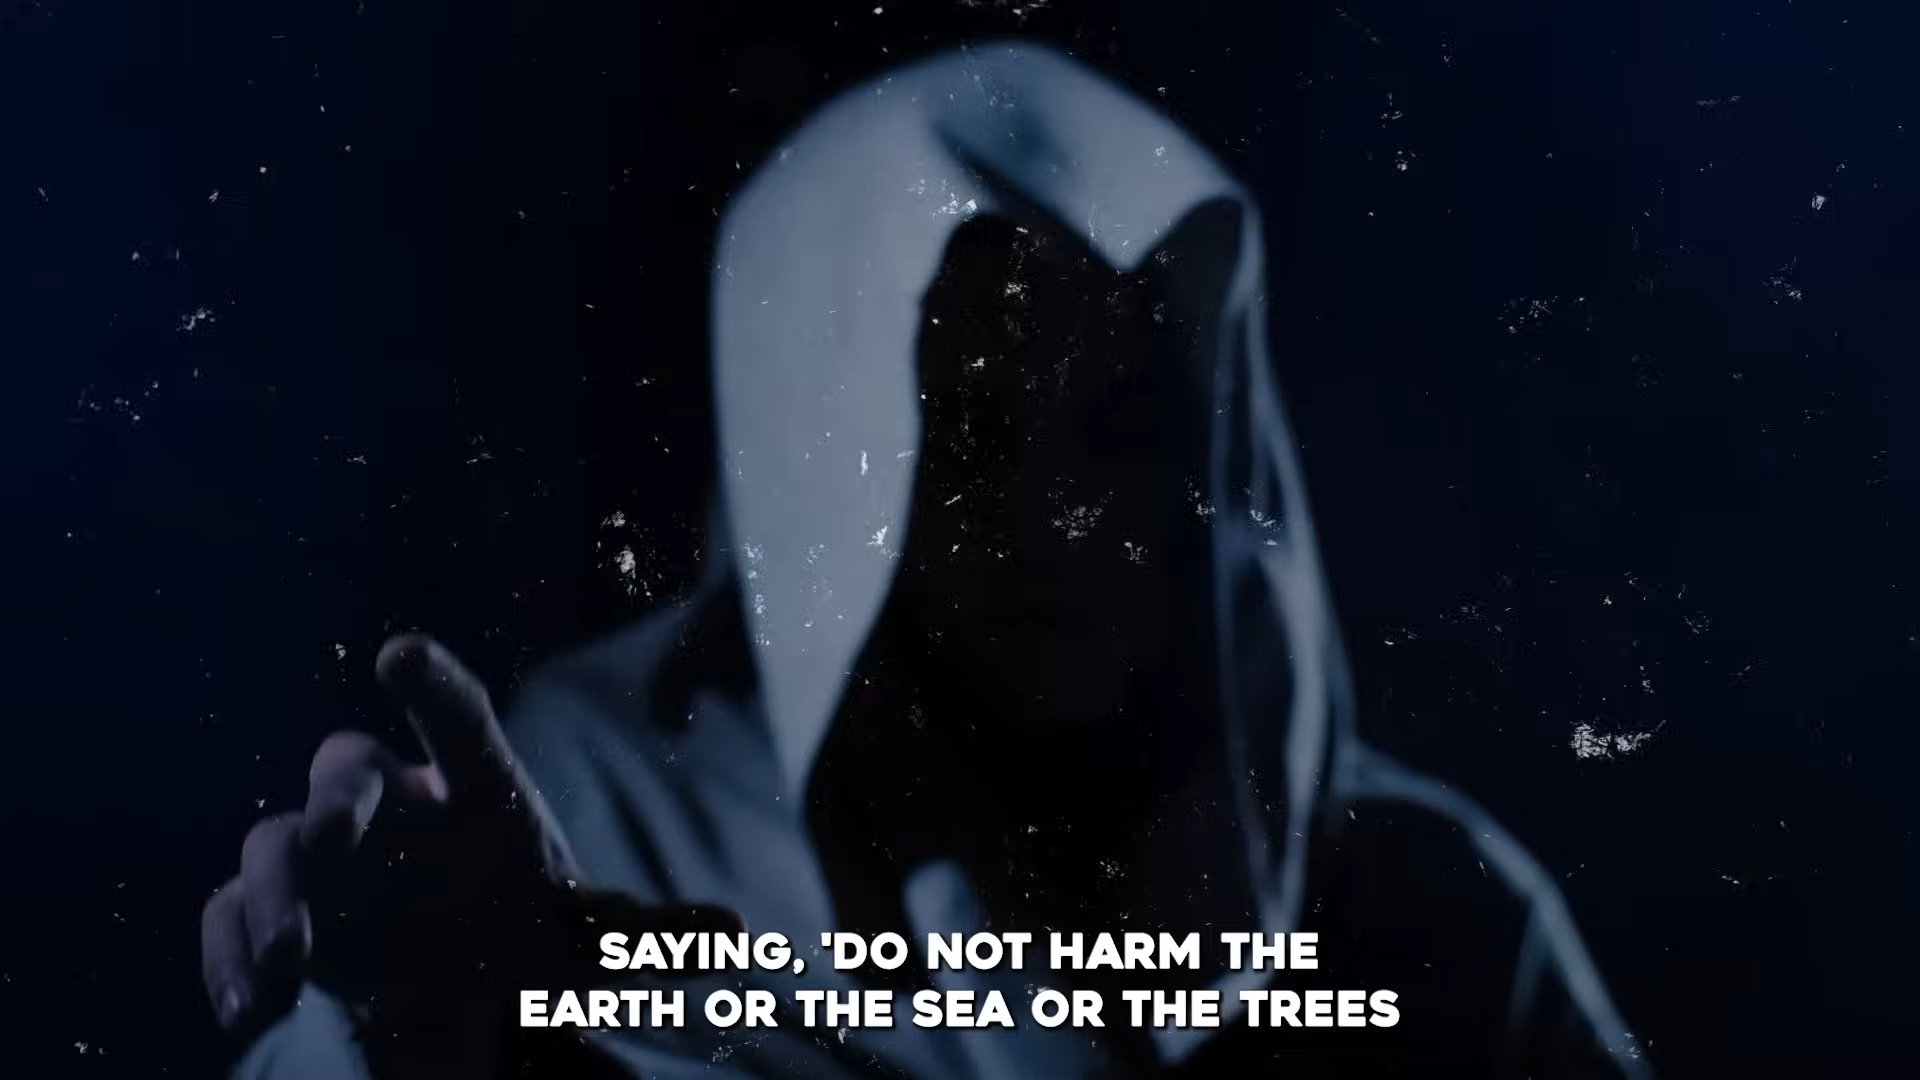 SAYING, 'DO NOT HARM THE
EARTH OR THE SEA OR THE TREES